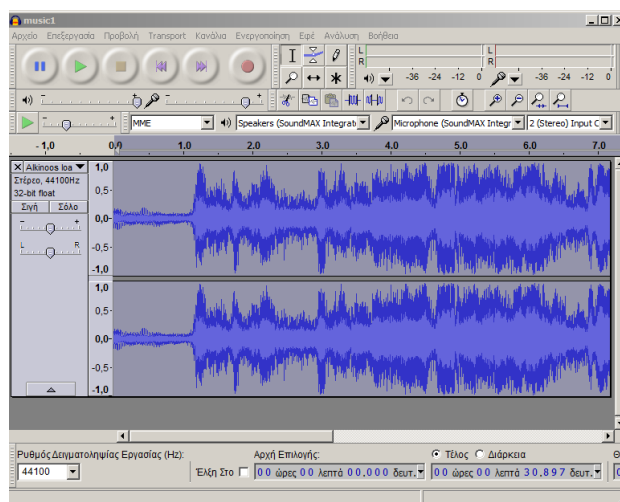 music1
Αρχείο Επεξεργασία Προβολή Transport Κανάλια Ενεργοποίηση Εφέ Ανάλυση Βοήθεια
L L
R R
-36 -24 -12 0 -36 -24 -12 0
MME Speakers (SoundMAX Integrat Microphone (SoundMAX Integr 2 (Stereo) Input C
- 1,0 0,0 1,0 2,0 3,0 4,0 5,0 6,0 7,0
X Alkinoos Ioa 1,0
Στέρεο, 44100Hz
32-bit float 0,5-
Σιγή Σόλο
- + 0,0-
L R
-0,5-
-1,0
1,0
0,5-
0,0-
-0,5-
-1,0
Ρυθμός Δειγματοληψίας Εργασίας (Hz): Αρχή Επιλογής: Τέλος Διάρκεια Θ
44100 Έλξη Στο 00 ώρες 00 λεπτά 00,000 δευτ. 00 ώρες 00 λεπτά 30,897 δευτ. 0